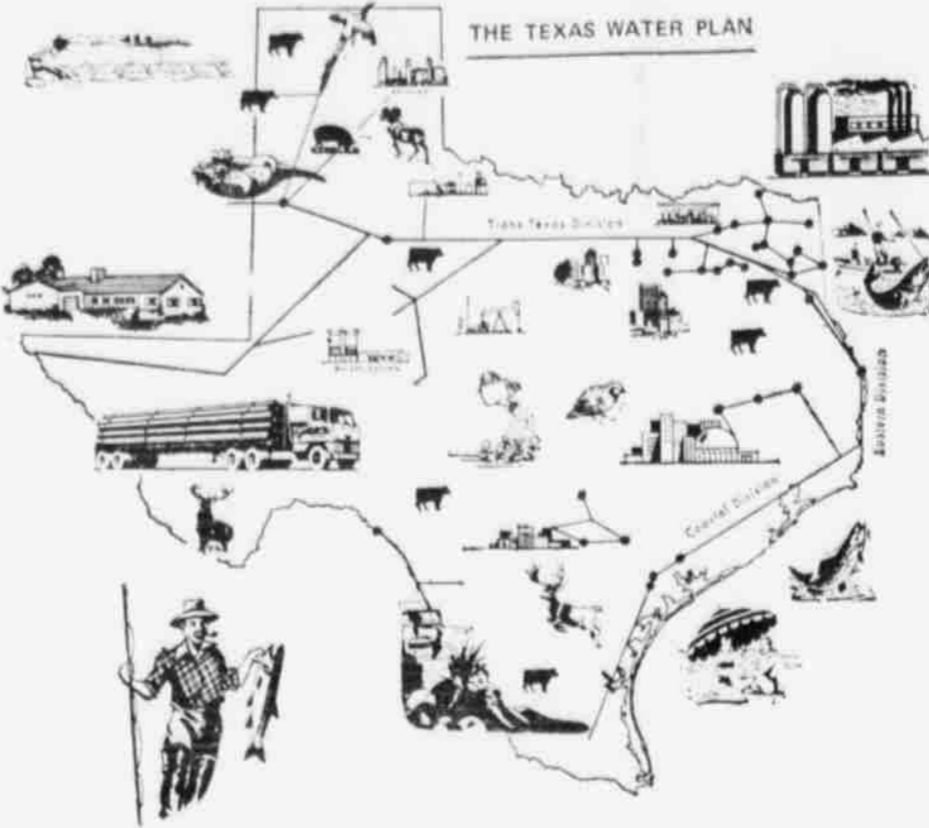 THE TEXAS WATER PLAN
Trans-Texas Division
Eastern Division
Coastal Division